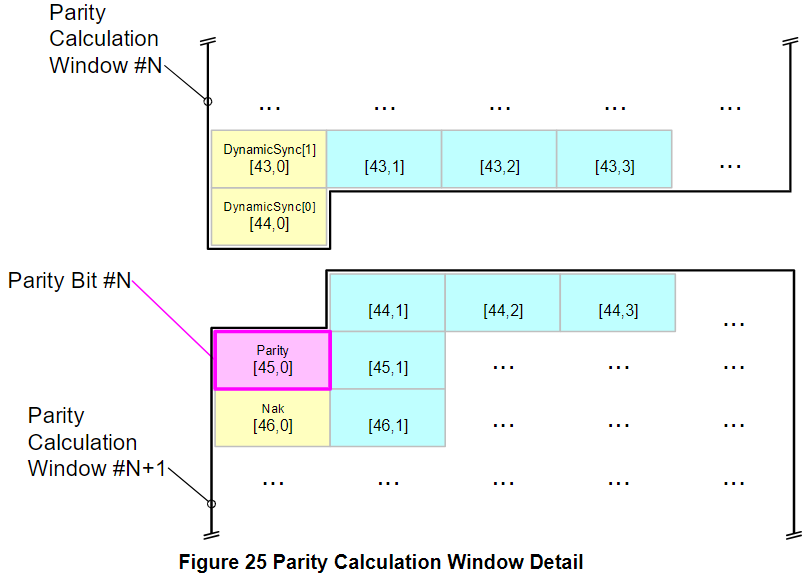 Parity
Calculation
Window #N
... ... ... ... ...
DynamicSync[1]
[43,0] [43,1] [43,2] [43,3] ...
DynamicSync[0]
[44,0]
Parity Bit #N
[44,1] [44,2] [44,3] ...
Parity
[45,0] [45,1] ... ... ...
Nak
[46,0] [46,1] ... ... ...
Parity
Calculation
Window #N+1
... ... ... ... ...
Figure 25 Parity Calculation Window Detail